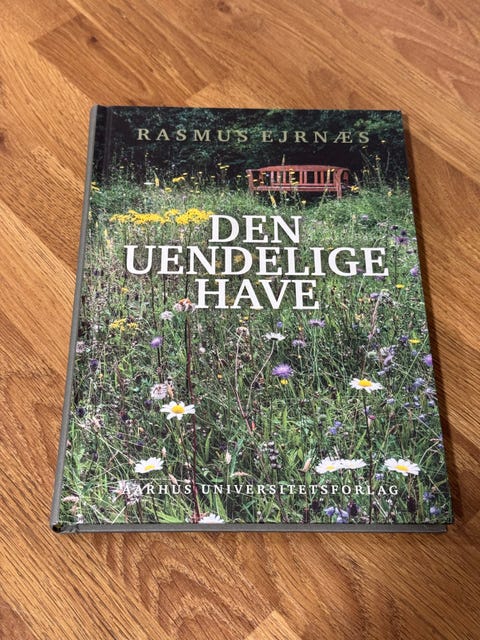 RASMUS EJRNÆS
DEN
UENDELIGE
HAVE
AARHUS UNIVERSITETSFORLAG